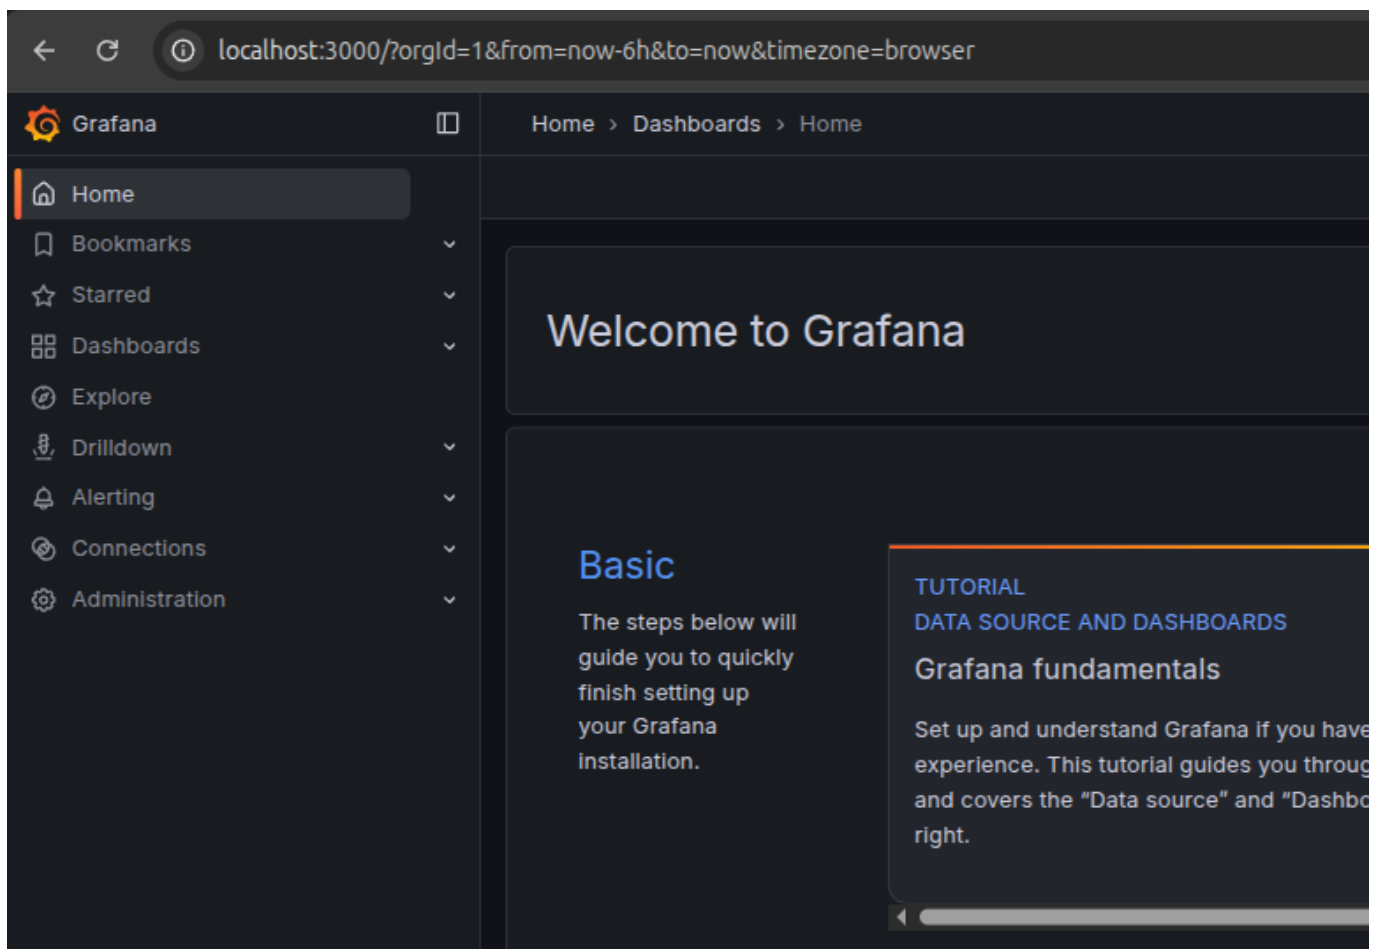 localhost:3000/?orgId=1&from=now-6h&to=now&timezone=browser
Grafana
Home › Dashboards › Home
Home
Bookmarks
Starred
Dashboards
Explore
Drilldown
Alerting
Connections
Administration
Welcome to Grafana
Basic
The steps below will
guide you to quickly
finish setting up
your Grafana
installation.
TUTORIAL
DATA SOURCE AND DASHBOARDS
Grafana fundamentals
Set up and understand Grafana if you have
experience. This tutorial guides you throug
and covers the “Data source” and “Dashbo
right.